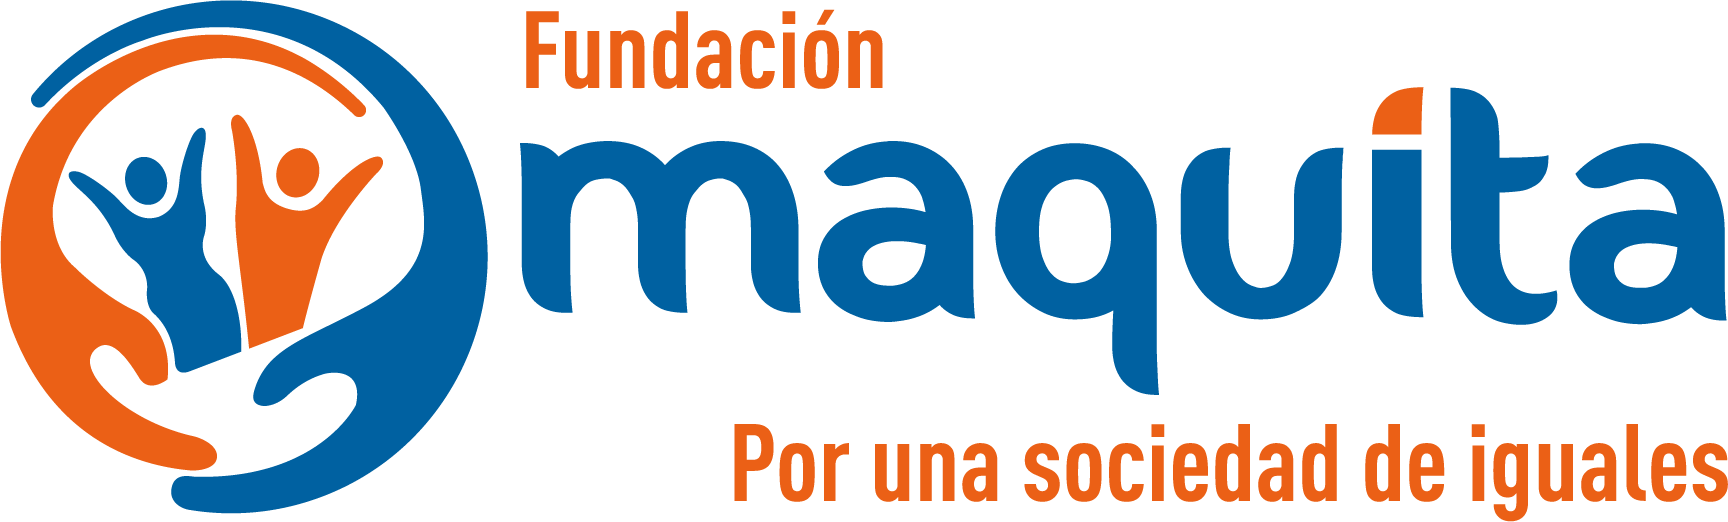 Fundación
maquita
Por una sociedad de iguales